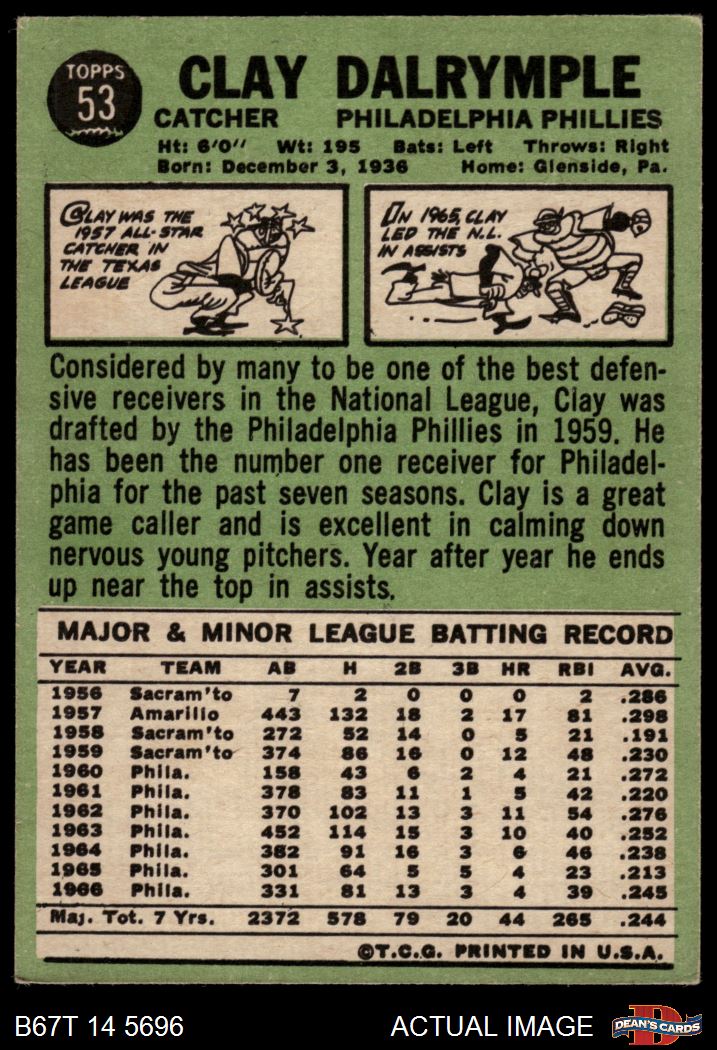 TOPPS
53
CLAY DALRYMPLE
CATCHER PHILADELPHIA PHILLIES
Ht: 6'0'' Wt: 195 Bats: Left Throws: Right
Born: December 3, 1936 Home: Glenside, Pa.
CLAY WAS THE
1957 ALL-STAR
CATCHER IN
THE TEXAS
LEAGUE
IN 1965, CLAY
LED THE N.L.
IN ASSISTS
Considered by many to be one of the best defen-
sive receivers in the National League, Clay was
drafted by the Philadelphia Phillies in 1959. He
has been the number one receiver for Philadel-
phia for the past seven seasons. Clay is a great
game caller and is excellent in calming down
nervous young pitchers. Year after year he ends
up near the top in assists.
MAJOR & MINOR LEAGUE BATTING RECORD
YEAR TEAM AB H 2B 3B HR RBI AVG.
1956 Sacram'to 7 2 0 0 0 2 .286
1957 Amarillo 443 132 18 2 17 81 .298
1958 Sacram'to 272 52 14 0 5 21 .191
1959 Sacram'to 374 86 16 0 12 48 .230
1960 Phila. 158 43 6 2 4 21 .272
1961 Phila. 378 83 11 1 5 42 .220
1962 Phila. 370 102 13 3 11 54 .276
1963 Phila. 452 114 15 3 10 40 .252
1964 Phila. 382 91 16 3 6 46 .238
1965 Phila. 301 64 5 5 4 23 .213
1966 Phila. 331 81 13 3 4 39 .245
Maj. Tot. 7 Yrs. 2372 578 79 20 44 265 .244
©T.C.G. PRINTED IN U.S.A.
B67T 14 5696 ACTUAL IMAGE
D
DEAN'S CARDS